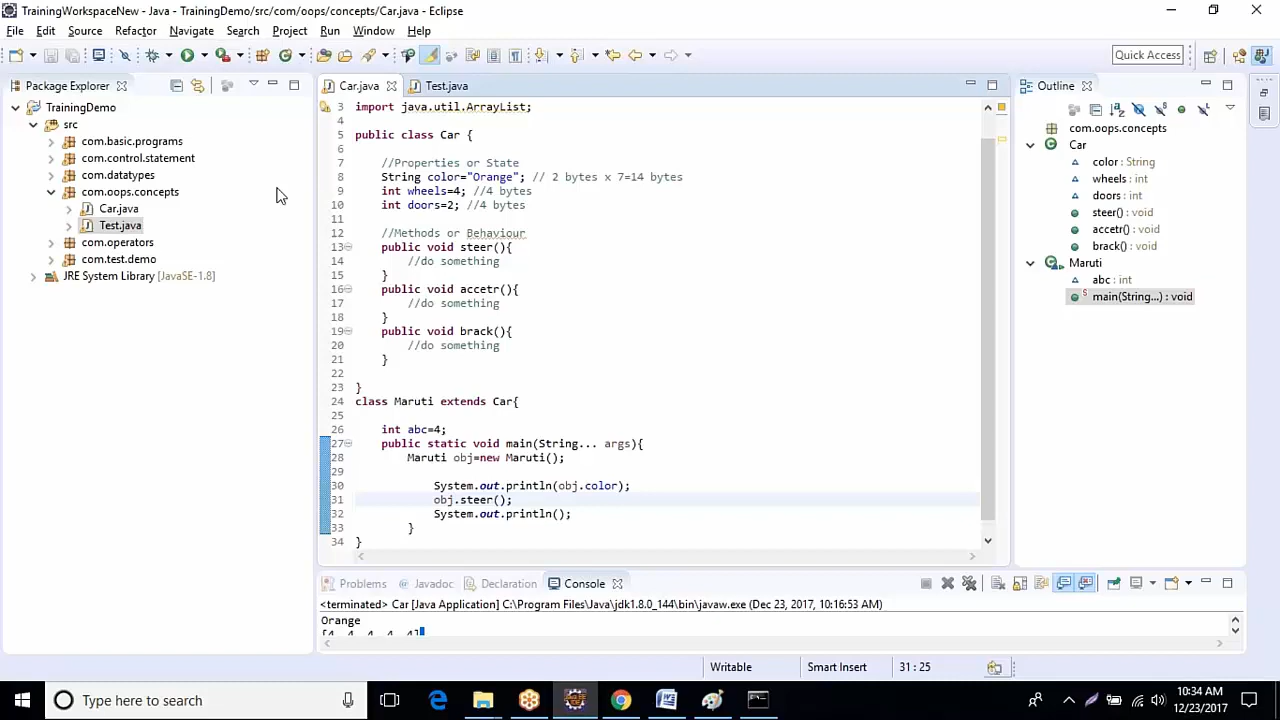 TrainingWorkspaceNew - Java - TrainingDemo/src/com/oops/concepts/Car.java - Eclipse
File Edit Source Refactor Navigate Search Project Run Window Help
Quick Access
Package Explorer
TrainingDemo
src
com.basic.programs
com.control.statement
com.datatypes
com.oops.concepts
Car.java
Test.java
com.operators
com.test.demo
JRE System Library [JavaSE-1.8]
Car.java Test.java
3 import java.util.ArrayList;
4
5 public class Car {
6
7 //Properties or State
8 String color="Orange"; // 2 bytes x 7=14 bytes
9 int wheels=4; //4 bytes
10 int doors=2; //4 bytes
11
12 //Methods or Behaviour
13 public void steer(){
14 //do something
15 }
16 public void accetr(){
17 //do something
18 }
19 public void brack(){
20 //do something
21 }
22
23 }
24 class Maruti extends Car{
25
26 int abc=4;
27 public static void main(String... args){
28 Maruti obj=new Maruti();
29
30 System.out.println(obj.color);
31 obj.steer();
32 System.out.println();
33 }
34 }
Outline
com.oops.concepts
Car
color : String
wheels : int
doors : int
steer() : void
accetr() : void
brack() : void
Maruti
abc : int
main(String...) : void
Problems Javadoc Declaration Console
<terminated> Car [Java Application] C:\Program Files\Java\jdk1.8.0_144\bin\javaw.exe (Dec 23, 2017, 10:16:53 AM)
Orange
[4, 4, 4, 4, 4]
Writable Smart Insert 31 : 25
Type here to search
10:34 AM
12/23/2017